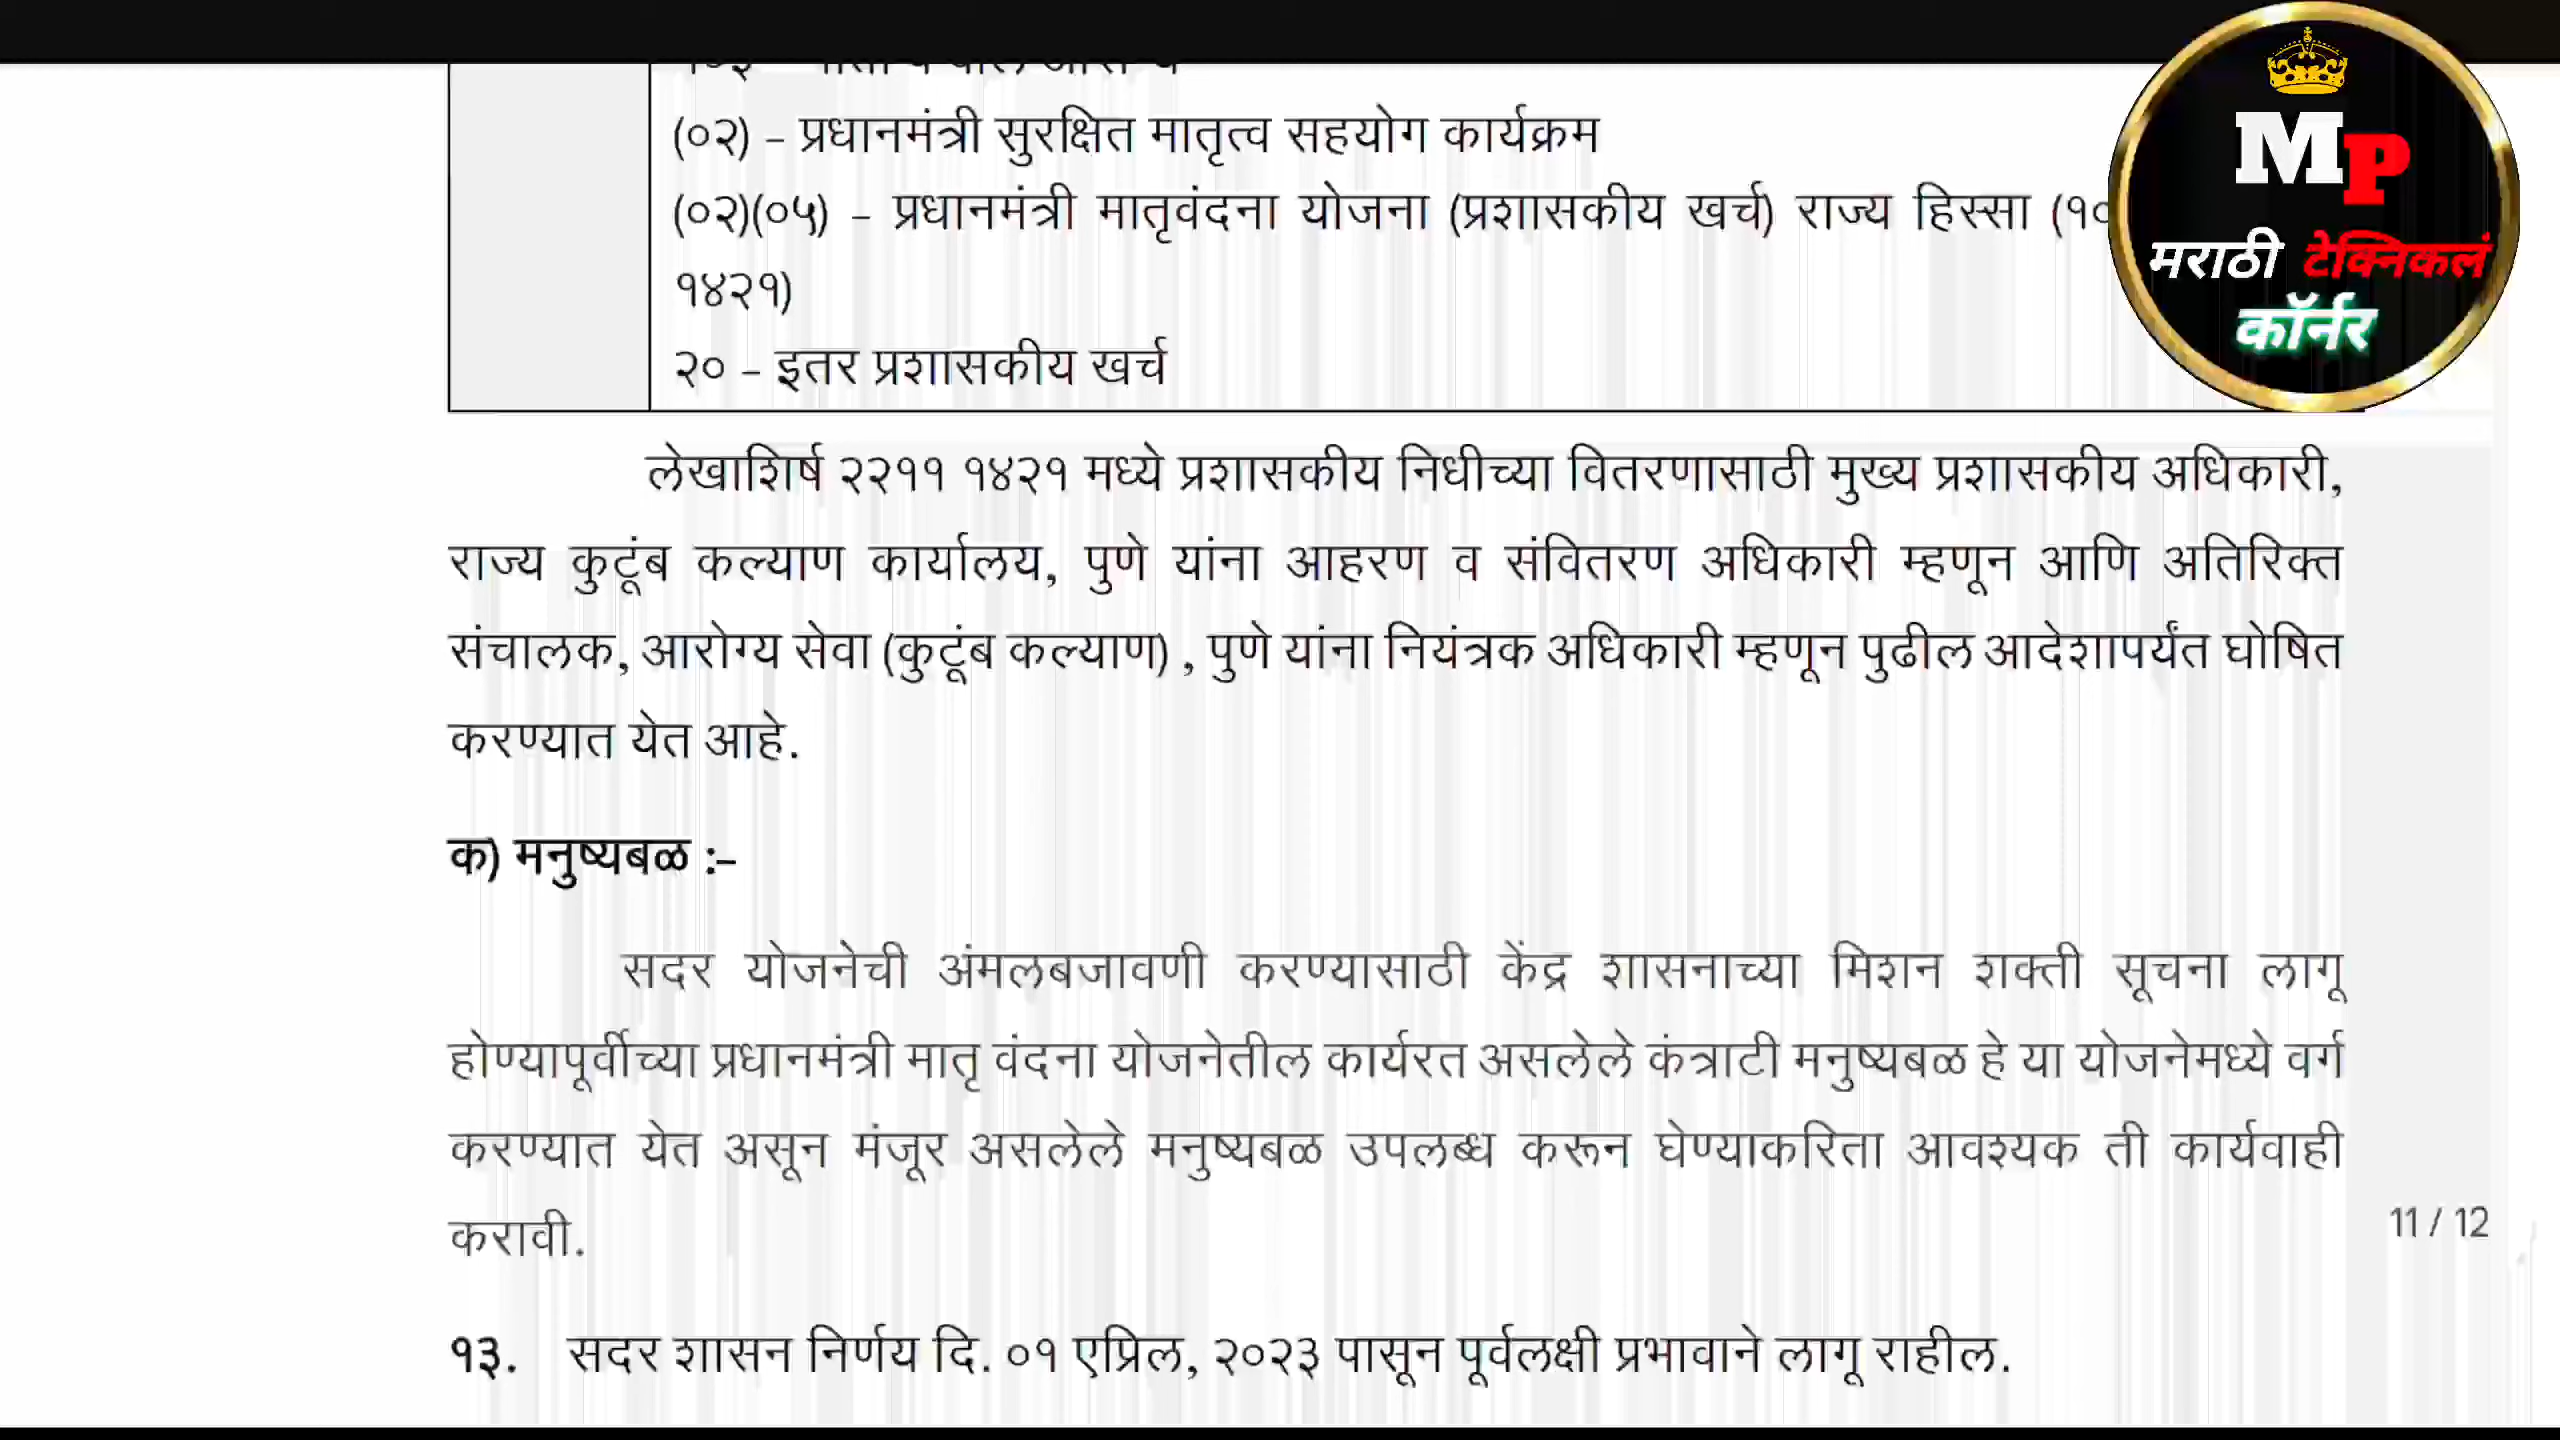 (०२) – प्रधानमंत्री सुरक्षित मातृत्व सहयोग कार्यक्रम
(०२)(०५) – प्रधानमंत्री मातृवंदना योजना (प्रशासकीय खर्च) राज्य हिस्सा
१४२१)
२० – इतर प्रशासकीय खर्च
MP
मराठी टेक्निकलं
कॉर्नर
लेखाशिर्ष २२११ १४२१ मध्ये प्रशासकीय निधीच्या वितरणासाठी मुख्य प्रशासकीय अधिकारी,
राज्य कुटूंब कल्याण कार्यालय, पुणे यांना आहरण व संवितरण अधिकारी म्हणून आणि अतिरिक्त
संचालक, आरोग्य सेवा (कुटूंब कल्याण) , पुणे यांना नियंत्रक अधिकारी म्हणून पुढील आदेशापर्यंत घोषित
करण्यात येत आहे.
क) मनुष्यबळ :–
सदर योजनेची अंमलबजावणी करण्यासाठी केंद्र शासनाच्या मिशन शक्ती सूचना लागू
होण्यापूर्वीच्या प्रधानमंत्री मातृ वंदना योजनेतील कार्यरत असलेले कंत्राटी मनुष्यबळ हे या योजनेमध्ये वर्ग
करण्यात येत असून मंजूर असलेले मनुष्यबळ उपलब्ध करून घेण्याकरिता आवश्यक ती कार्यवाही
करावी.
11 / 12
१३. सदर शासन निर्णय दि. ०१ एप्रिल, २०२३ पासून पूर्वलक्षी प्रभावाने लागू राहील.